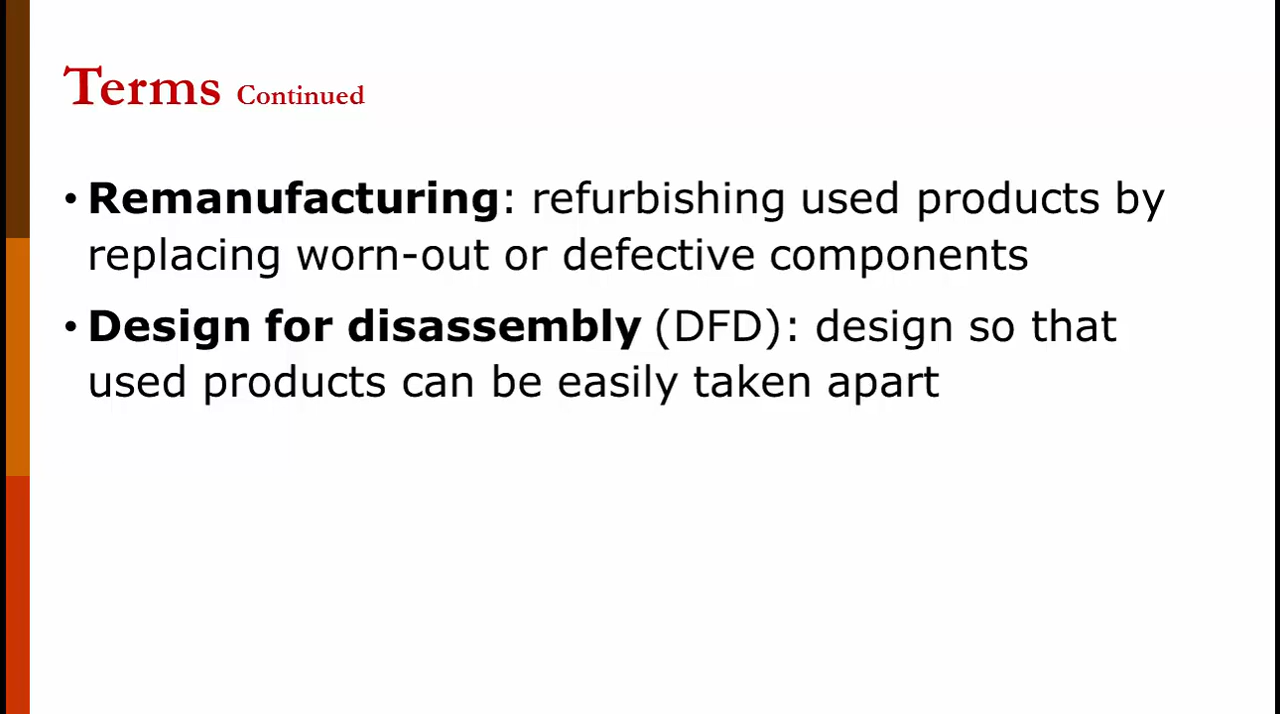 Terms Continued
• Remanufacturing: refurbishing used products by
replacing worn-out or defective components
• Design for disassembly (DFD): design so that
used products can be easily taken apart